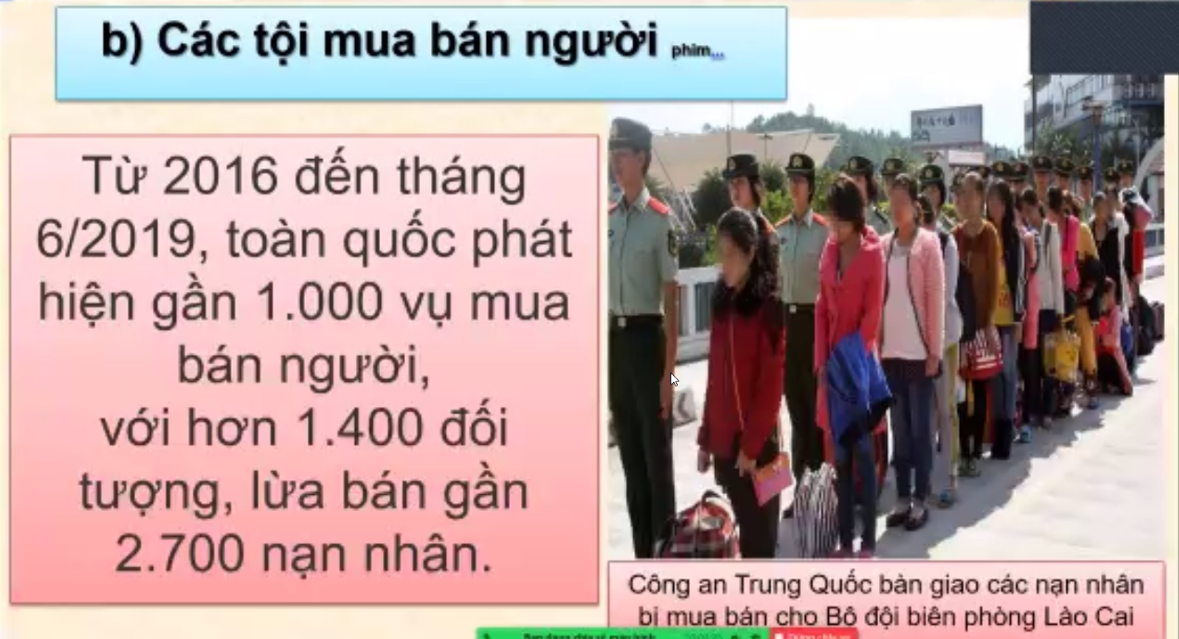 b) Các tội mua bán người phim...
Từ 2016 đến tháng
6/2019, toàn quốc phát
hiện gần 1.000 vụ mua
bán người,
với hơn 1.400 đối
tượng, lừa bán gần
2.700 nạn nhân.
Công an Trung Quốc bàn giao các nạn nhân
bị mua bán cho Bộ đội biên phòng Lào Cai